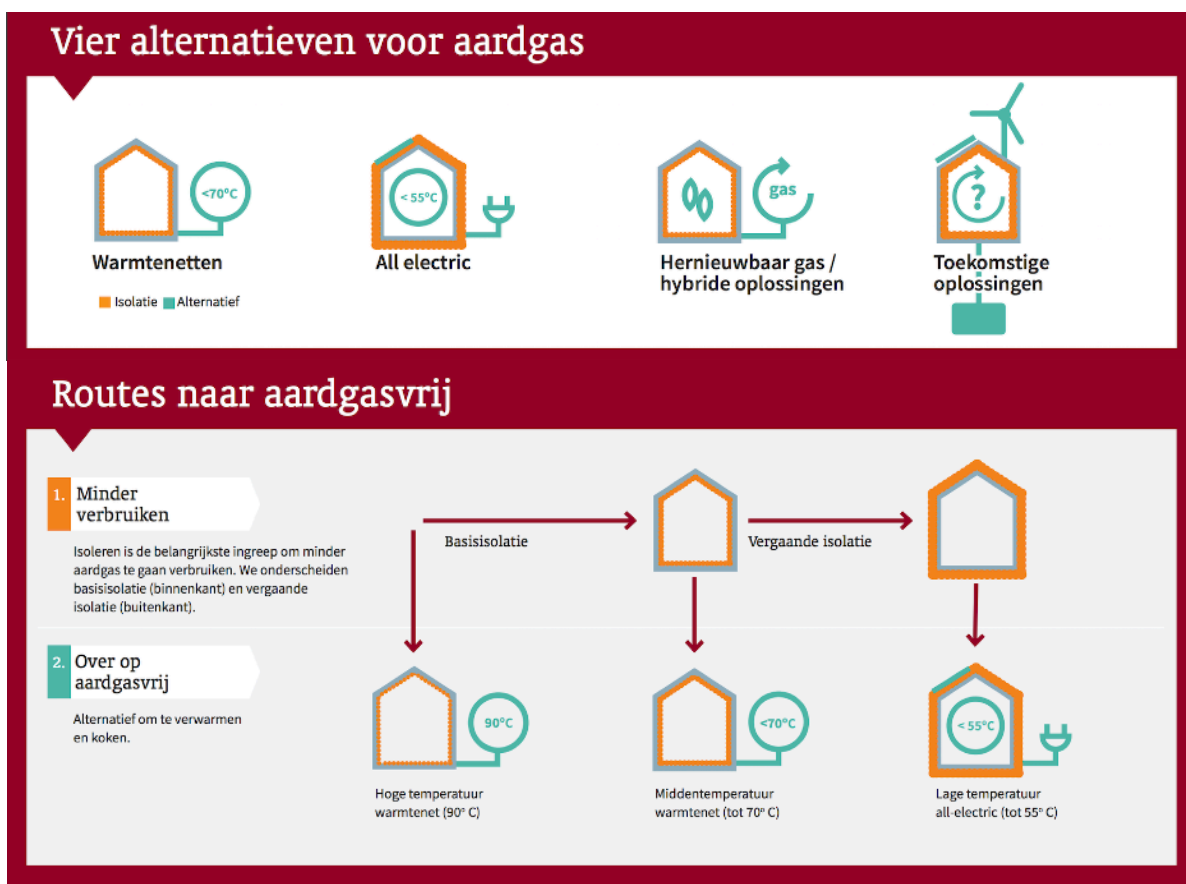 Vier alternatieven voor aardgas
<70°C
< 55°C
gas
?
Warmtenetten
All electric
Hernieuwbaar gas /
hybride oplossingen
Toekomstige
oplossingen
Isolatie Alternatief
Routes naar aardgasvrij
1. Minder
verbruiken
Isoleren is de belangrijkste ingreep om minder
aardgas te gaan verbruiken. We onderscheiden
basisisolatie (binnenkant) en vergaande
isolatie (buitenkant).
Basisisolatie
Vergaande isolatie
2. Over op
aardgasvrij
Alternatief om te verwarmen
en koken.
90°C
<70°C
< 55°C
Hoge temperatuur
warmtenet (90° C)
Middentemperatuur
warmtenet (tot 70° C)
Lage temperatuur
all-electric (tot 55° C)